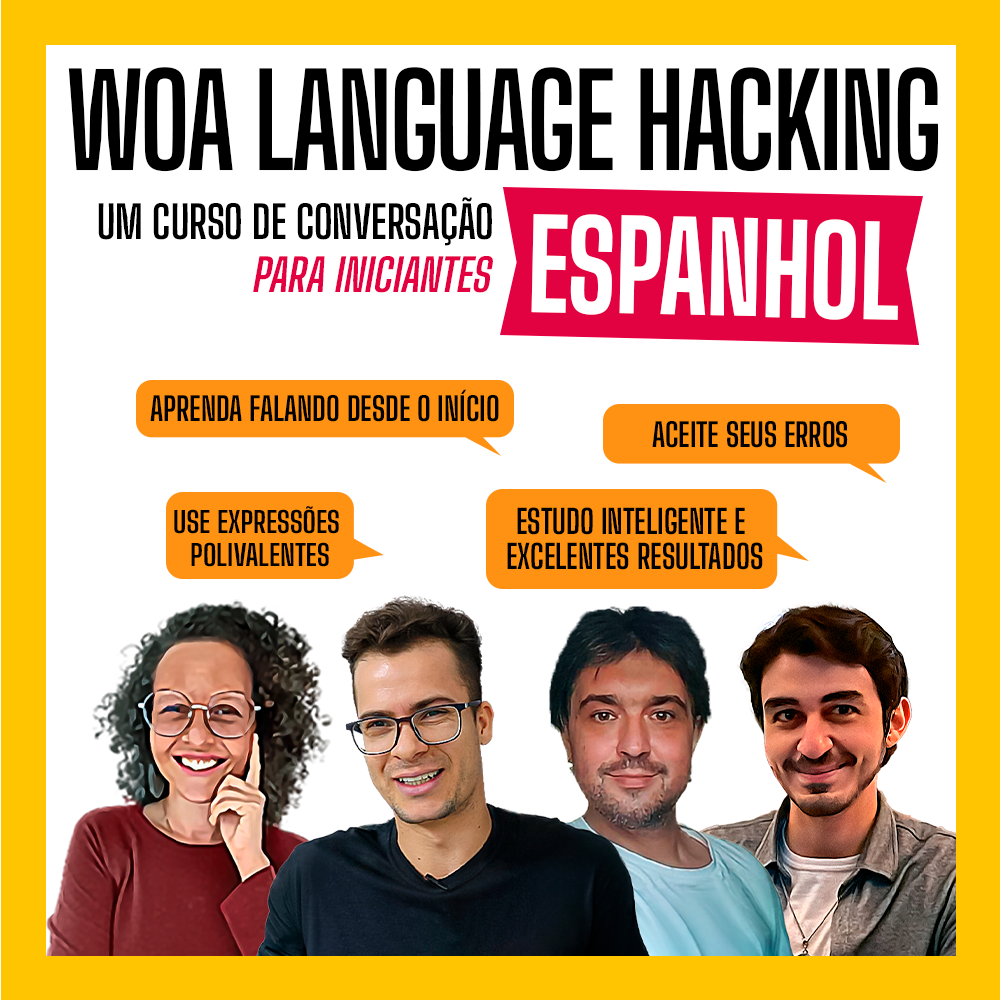 WOA LANGUAGE HACKING
UM CURSO DE CONVERSAÇÃO
PARA INICIANTES
ESPANHOL
APRENDA FALANDO DESDE O INÍCIO
ACEITE SEUS ERROS
USE EXPRESSÕES
POLIVALENTES
ESTUDO INTELIGENTE E
EXCELENTES RESULTADOS